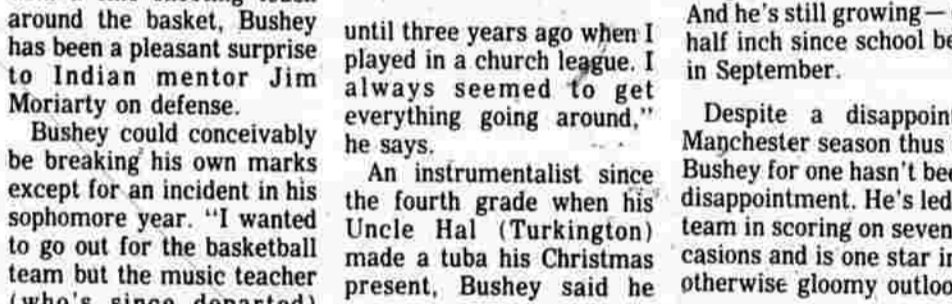 around the basket, Bushey
has been a pleasant surprise
to Indian mentor Jim
Moriarty on defense.
Bushey could conceivably
be breaking his own marks
except for an incident in his
sophomore year. "I wanted
to go out for the basketball
team but the music teacher
(who's since departed)
until three years ago when I
played in a church league. I
always seemed to get
everything going around,"
he says.
An instrumentalist since
the fourth grade when his
Uncle Hal (Turkington)
made a tuba his Christmas
present, Bushey said he
And he's still growing—
half inch since school be
in September.
Despite a disappoin
Manchester season thus
Bushey for one hasn't bee
disappointment. He's led
team in scoring on seven
casions and is one star in
otherwise gloomy outloo